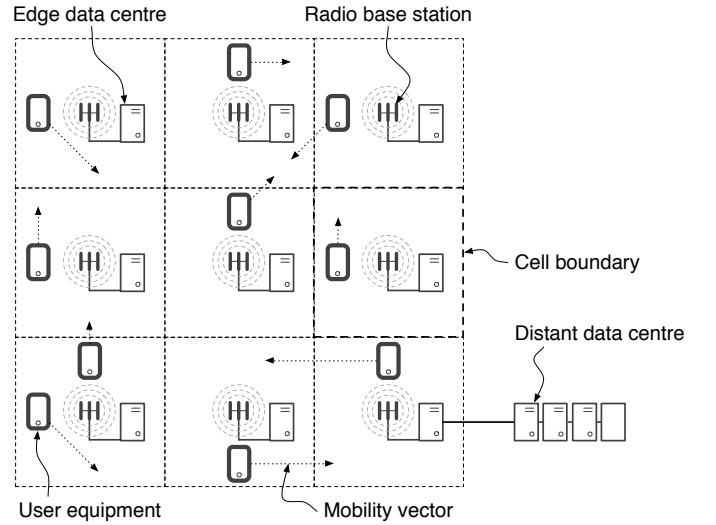 Edge data centre
Radio base station
Cell boundary
Distant data centre
User equipment
Mobility vector